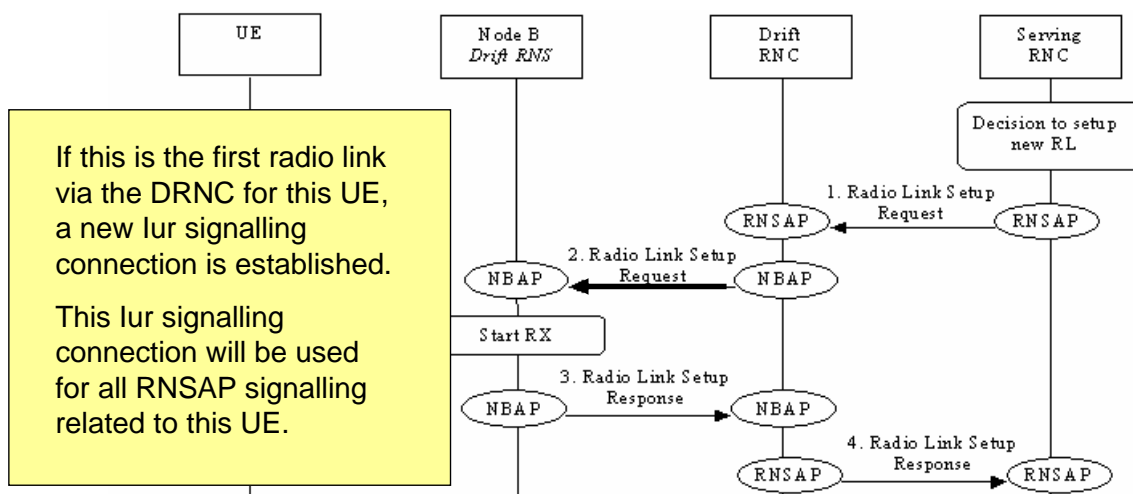 UE
Node B
Drift RNS
Drift
RNC
Serving
RNC
Decision to setup
new RL
If this is the first radio link
via the DRNC for this UE,
a new Iur signalling
connection is established.
This Iur signalling
connection will be used
for all RNSAP signalling
related to this UE.
1. Radio Link Setup
Request
RNSAP
RNSAP
2. Radio Link Setup
Request
NBAP
NBAP
Start RX
3. Radio Link Setup
Response
NBAP
NBAP
4. Radio Link Setup
Response
RNSAP
RNSAP